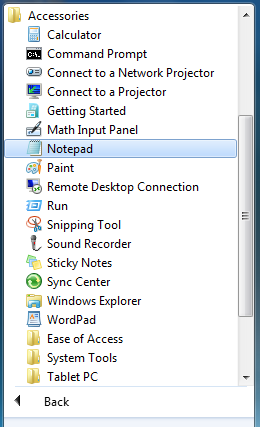 Accessories
Calculator
Command Prompt
Connect to a Network Projector
Connect to a Projector
Getting Started
Math Input Panel
Notepad
Paint
Remote Desktop Connection
Run
Snipping Tool
Sound Recorder
Sticky Notes
Sync Center
Windows Explorer
WordPad
Ease of Access
System Tools
Tablet PC
Back